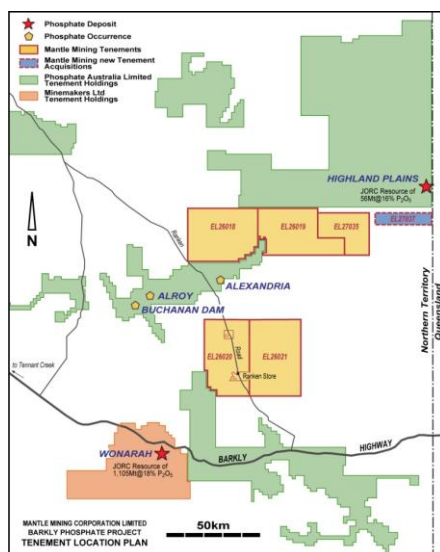 Phosphate Deposit
Phosphate Occurrence
Mantle Mining Tenements
Mantle Mining new Tenement
Acquisitions
Phosphate Australia Limited
Tenement Holdings
Minemakers Ltd
Tenement Holdings
HIGHLAND PLAINS
JORC Resource of
56Mt@16% P₂O₅
N
Ranken
EL26018
EL26019
EL27035
EL27037
Northern Territory
Queensland
ALEXANDRIA
ALROY
BUCHANAN DAM
EL26020
Road
EL26021
Ranken Store
to Tennant Creek
BARKLY
HIGHWAY
WONARAH
JORC Resource of
1,105Mt@18% P₂O₅
MANTLE MINING CORPORATION LIMITED
BARKLY PHOSPHATE PROJECT
TENEMENT LOCATION PLAN
50km